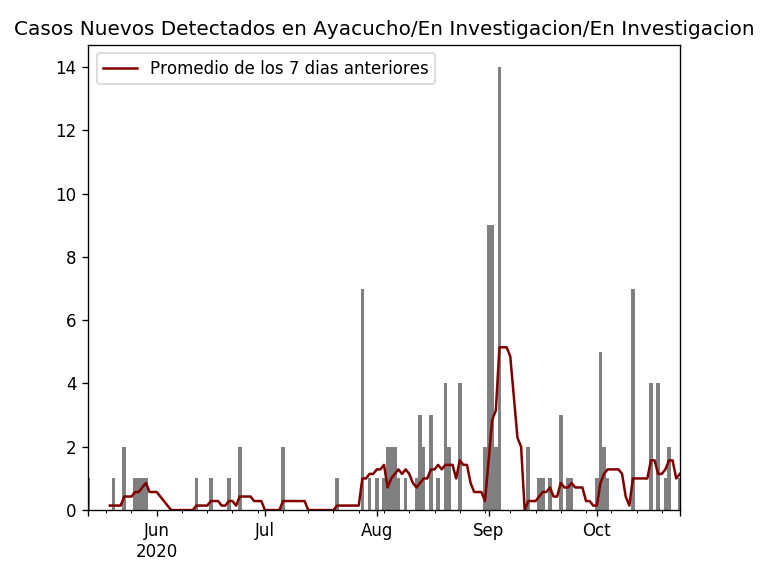 Casos Nuevos Detectados en Ayacucho/En Investigacion/En Investigacion
Promedio de los 7 dias anteriores
14
12
10
8
6
4
2
0
Jun
2020
Jul
Aug
Sep
Oct